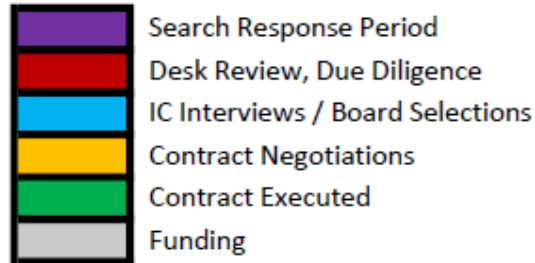 Search Response Period
Desk Review, Due Diligence
IC Interviews / Board Selections
Contract Negotiations
Contract Executed
Funding